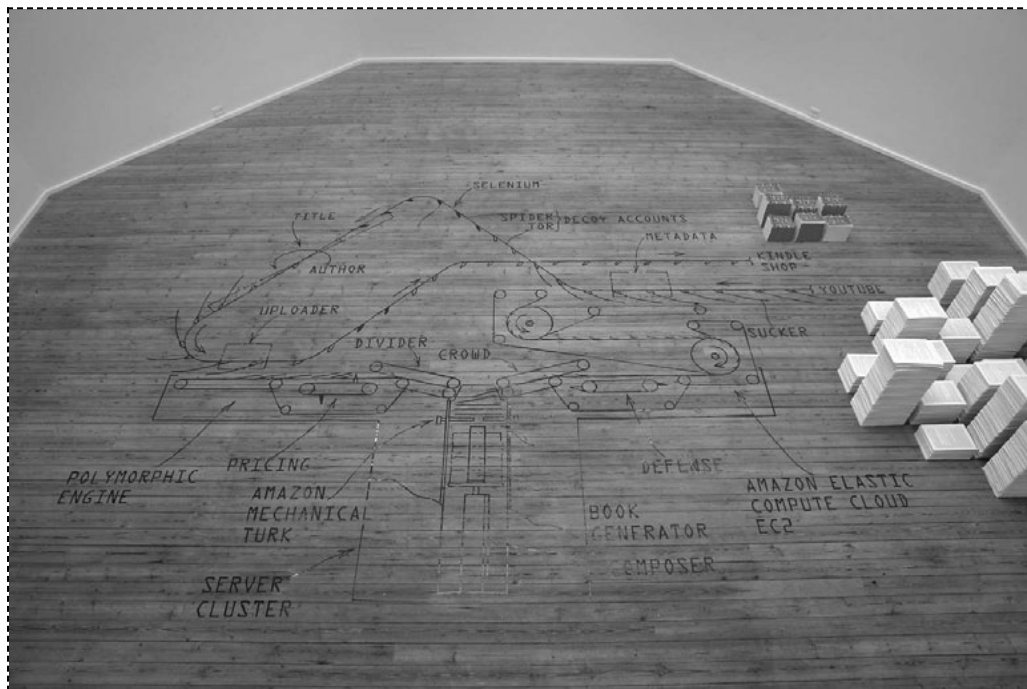 SELENIUM
TITLE
SPIDER
TOR
DECOY ACCOUNTS
METADATA
KINDLE
SHOP
AUTHOR
YOUTUBE
UPLOADER
SUCKER
DIVIDER
CROWD
POLYMORPHIC
ENGINE
PRICING
DEFENSE
AMAZON
MECHANICAL
TURK
AMAZON ELASTIC
COMPUTE CLOUD
EC2
BOOK
GENERATOR
COMPOSER
SERVER
CLUSTER